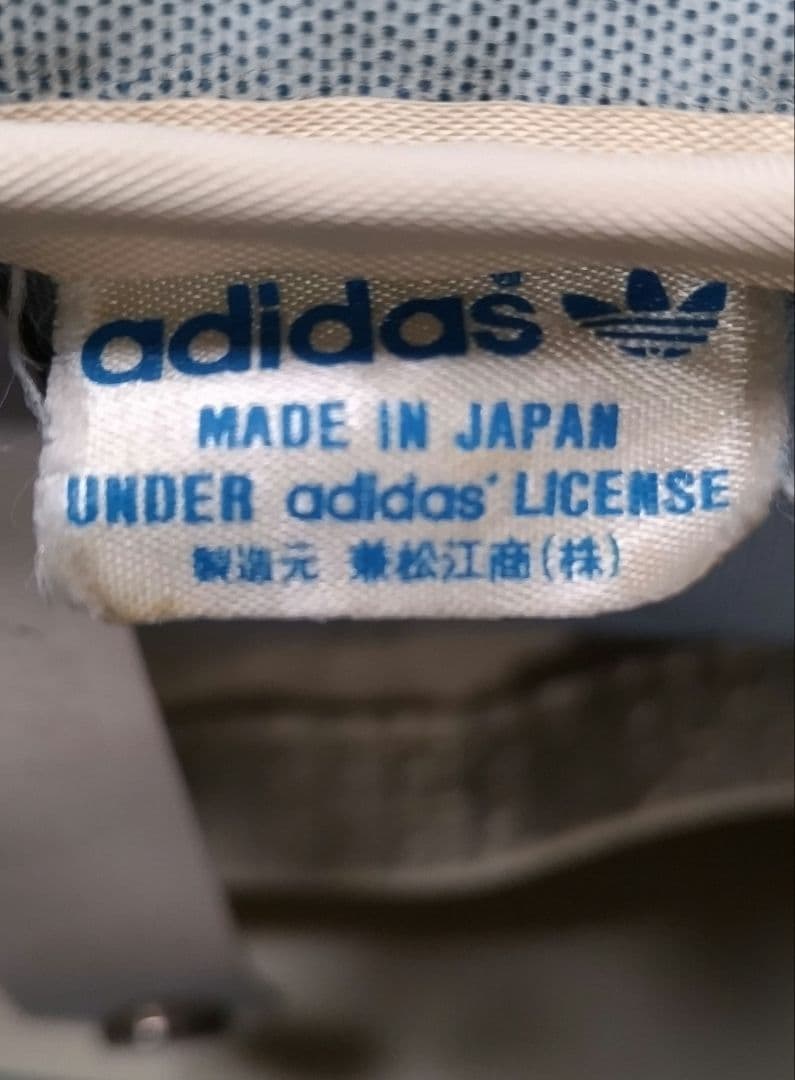 adidas
MADE IN JAPAN
UNDER adidas' LICENSE
製造元 兼松江商(株)